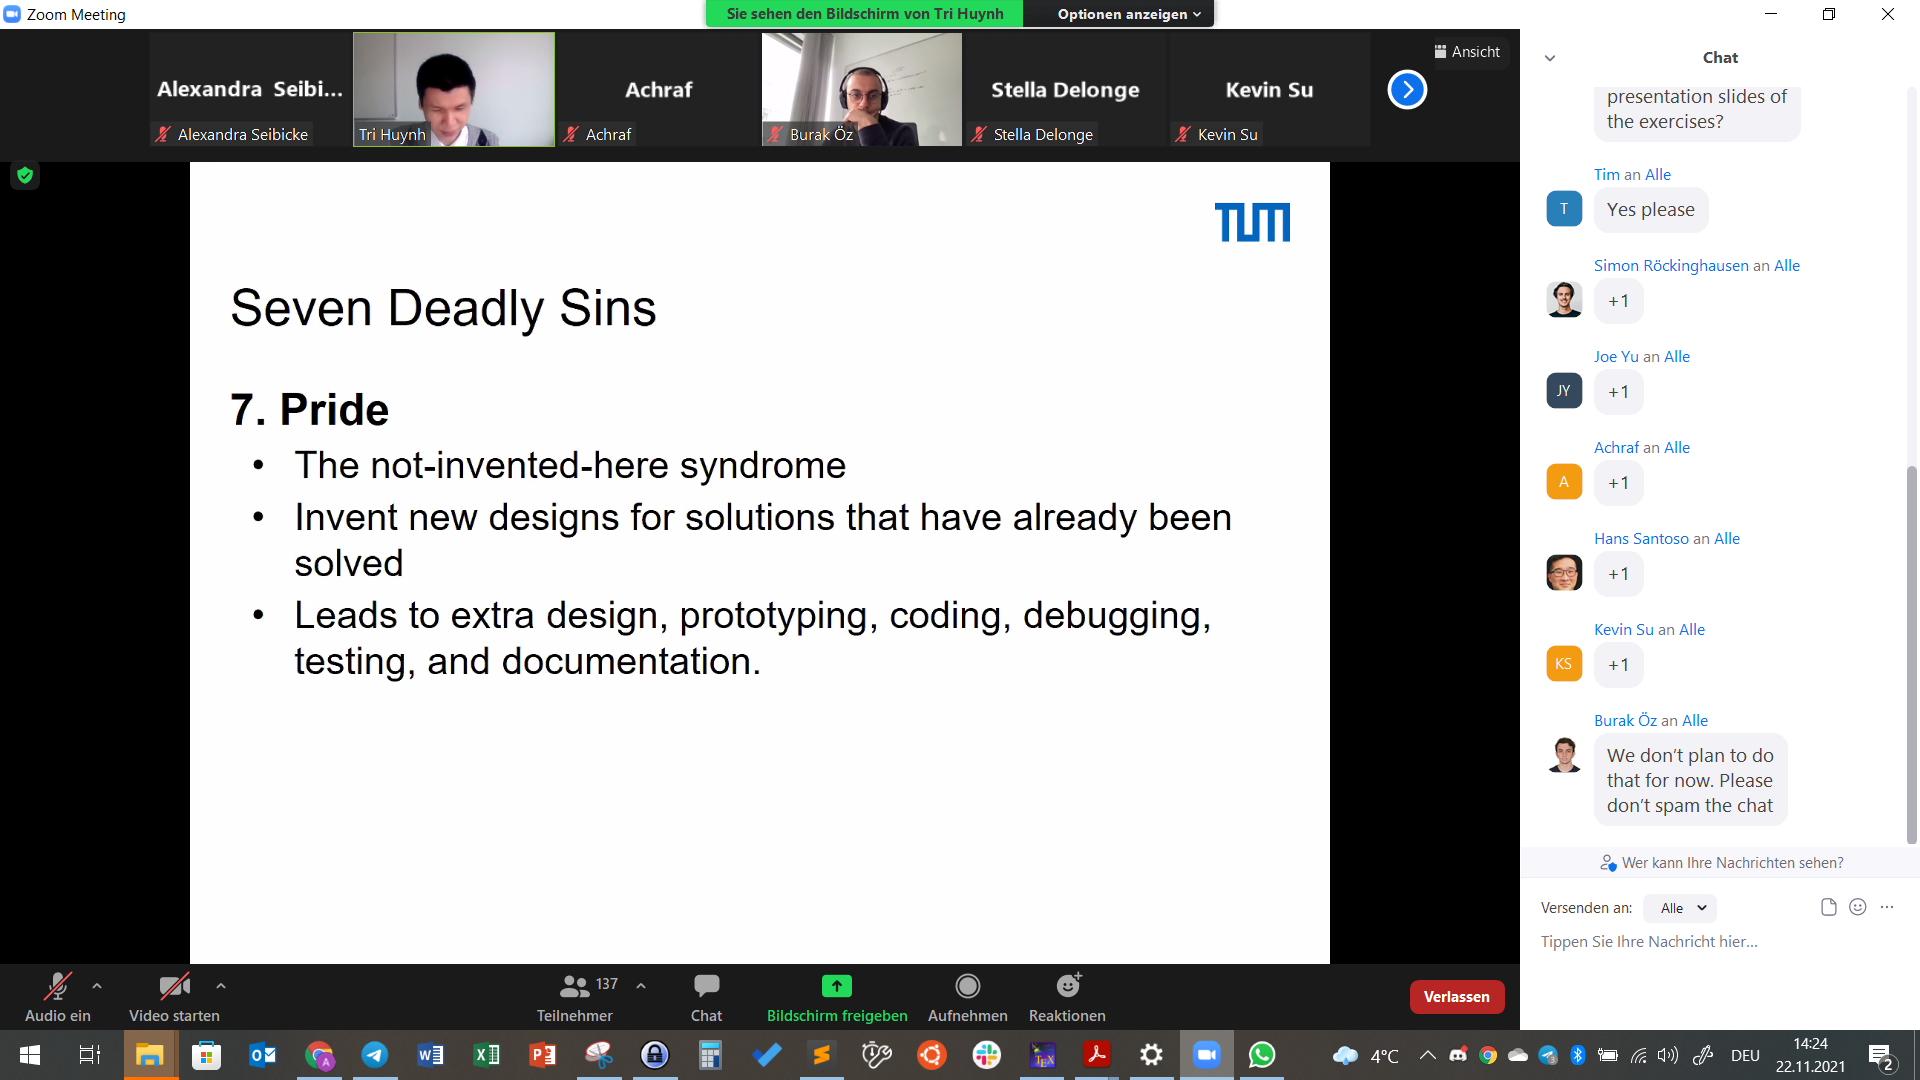 Zoom Meeting
Sie sehen den Bildschirm von Tri Huynh
Optionen anzeigen
Alexandra Seibi...
Alexandra Seibicke
Tri Huynh
Achraf
Achraf
Burak Öz
Stella Delonge
Stella Delonge
Kevin Su
Kevin Su
Ansicht
TUM
Seven Deadly Sins
7. Pride
• The not-invented-here syndrome
• Invent new designs for solutions that have already been
solved
• Leads to extra design, prototyping, coding, debugging,
testing, and documentation.
Chat
presentation slides of
the exercises?
Tim an Alle
T
Yes please
Simon Röckinghausen an Alle
+1
Joe Yu an Alle
JY
+1
Achraf an Alle
A
+1
Hans Santoso an Alle
+1
Kevin Su an Alle
KS
+1
Burak Öz an Alle
We don't plan to do
that for now. Please
don't spam the chat
Wer kann Ihre Nachrichten sehen?
Versenden an: Alle
Tippen Sie Ihre Nachricht hier...
Audio ein
Video starten
137
Teilnehmer
Chat
Bildschirm freigeben
Aufnehmen
Reaktionen
Verlassen
4°C
DEU
14:24
22.11.2021
2